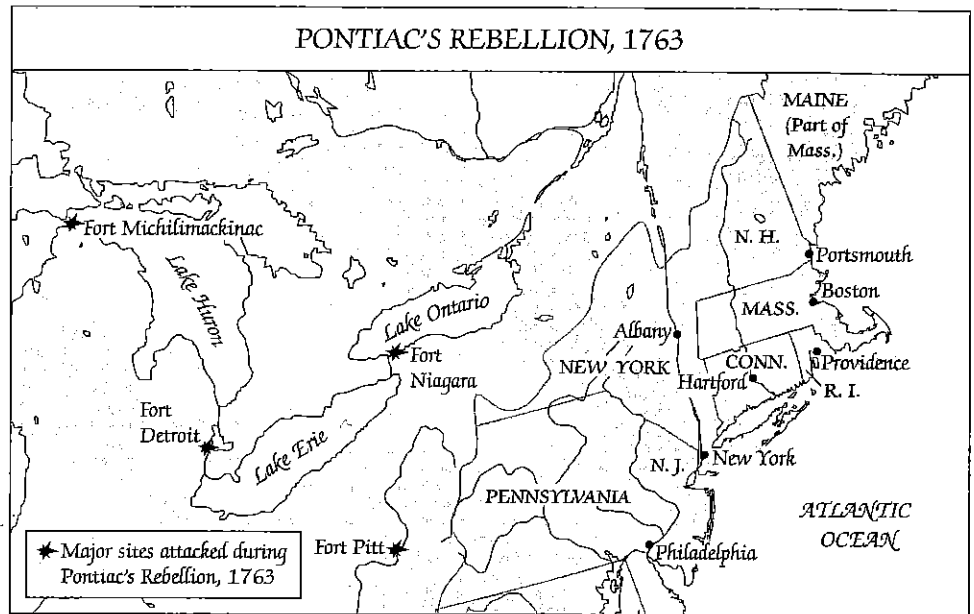 PONTIAC'S REBELLION, 1763
MAINE
(Part of
Mass.)
Fort Michilimackinac
N. H.
Portsmouth
Lake Huron
Boston
MASS.
Lake Ontario
Albany
Fort
Niagara
NEW YORK
CONN.
Providence
Hartford
R. I.
Fort
Detroit
Lake Erie
N. J.
New York
PENNSYLVANIA
ATLANTIC
OCEAN
Fort Pitt
Philadelphia
Major sites attacked during
Pontiac's Rebellion, 1763